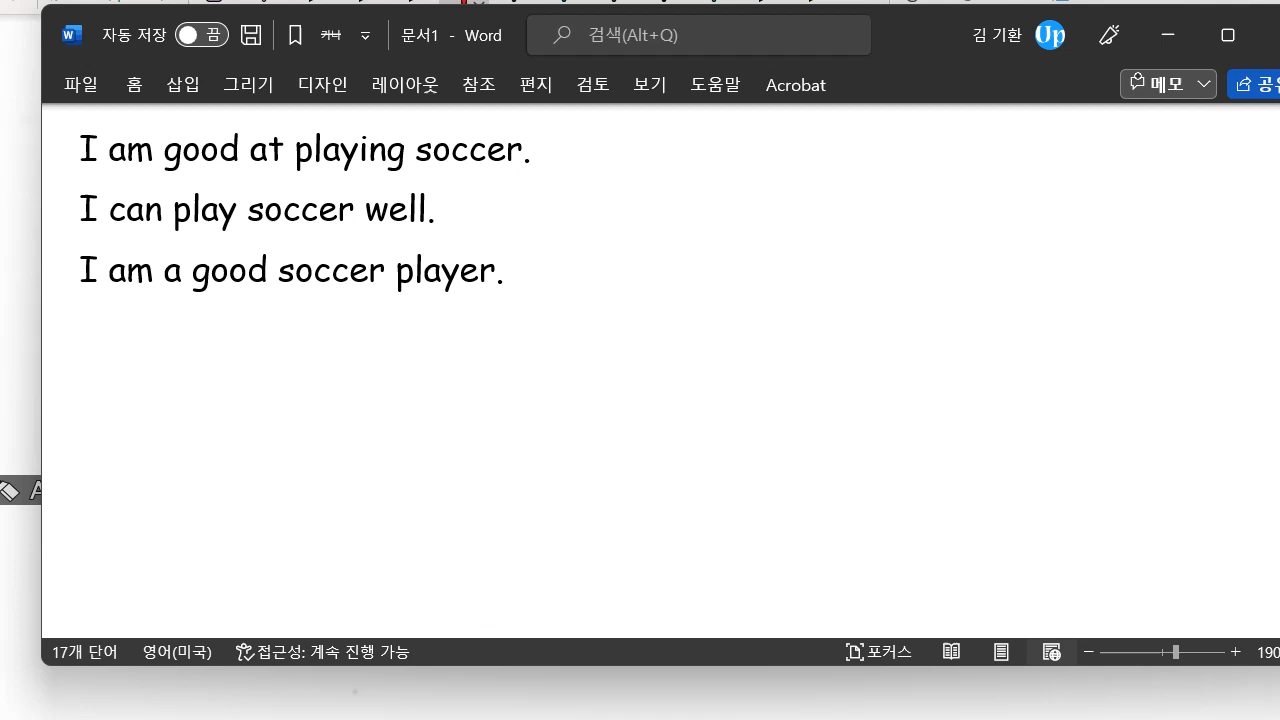 자동 저장 끔 가나 문서1 - Word 검색(Alt+Q) 김 기환 Up
파일 홈 삽입 그리기 디자인 레이아웃 참조 편지 검토 보기 도움말 Acrobat 메모
I am good at playing soccer.
I can play soccer well.
I am a good soccer player.
A
17개 단어 영어(미국) 접근성: 계속 진행 가능 포커스 190